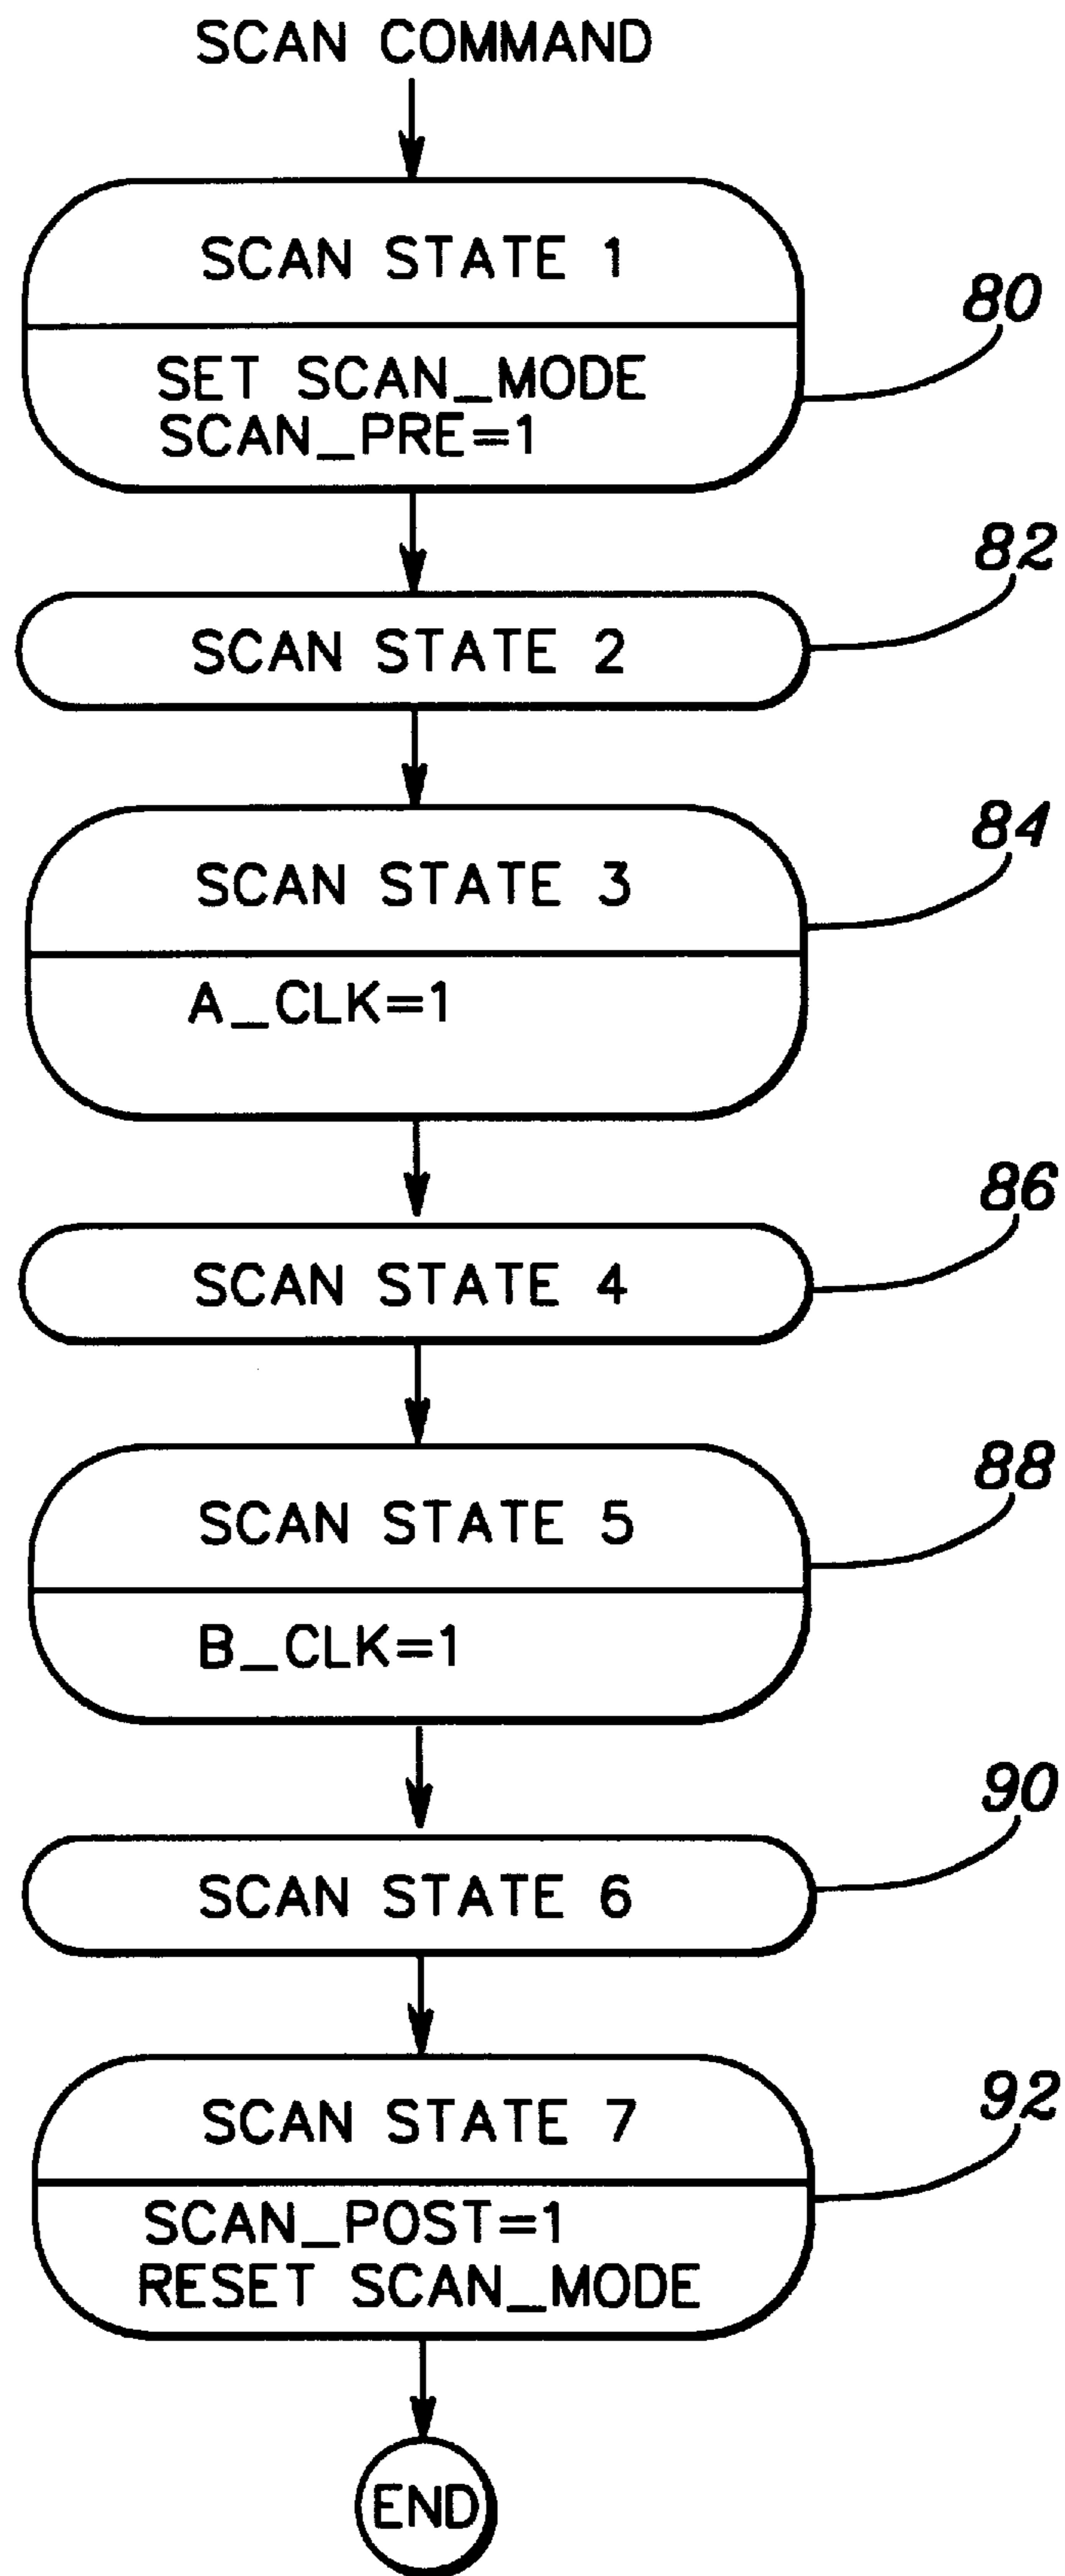 SCAN COMMAND
SCAN STATE 1
80
SET SCAN_MODE
SCAN_PRE=1
82
SCAN STATE 2
84
SCAN STATE 3
A_CLK=1
86
SCAN STATE 4
88
SCAN STATE 5
B_CLK=1
90
SCAN STATE 6
92
SCAN STATE 7
SCAN_POST=1
RESET SCAN_MODE
END